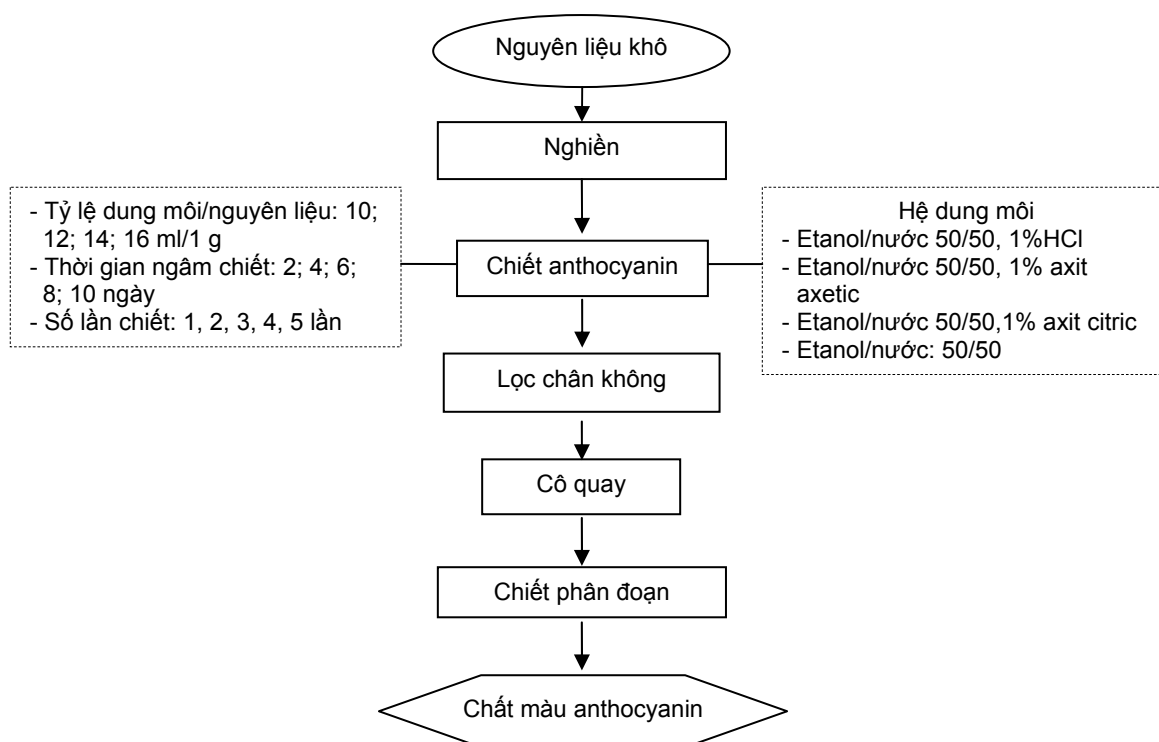 Nguyên liệu khô
Nghiền
- Tỷ lệ dung môi/nguyên liệu: 10;
12; 14; 16 ml/1 g
- Thời gian ngâm chiết: 2; 4; 6;
8; 10 ngày
- Số lần chiết: 1, 2, 3, 4, 5 lần
Chiết anthocyanin
Hệ dung môi
- Etanol/nước 50/50, 1%HCl
- Etanol/nước 50/50, 1% axit
axetic
- Etanol/nước 50/50,1% axit citric
- Etanol/nước: 50/50
Lọc chân không
Cô quay
Chiết phân đoạn
Chất màu anthocyanin